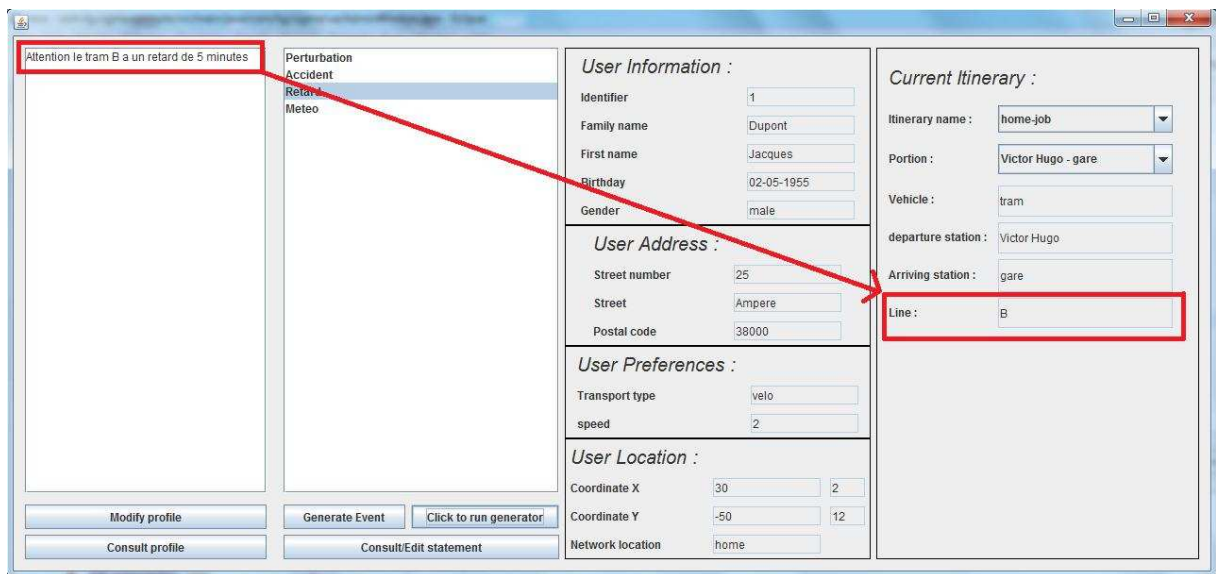 Attention le tram B a un retard de 5 minutes
Perturbation
Accident
Retard
Meteo
User Information :
Identifier 1
Family name Dupont
First name Jacques
Birthday 02-05-1955
Gender male
User Address :
Street number 25
Street Ampere
Postal code 38000
User Preferences :
Transport type velo
speed 2
User Location :
Coordinate X 30 2
Coordinate Y -50 12
Network location home
Current Itinerary :
Itinerary name : home-job
Portion : Victor Hugo - gare
Vehicle : tram
departure station : Victor Hugo
Arriving station : gare
Line : B
Modify profile
Generate Event
Click to run generator
Consult profile
Consult/Edit statement